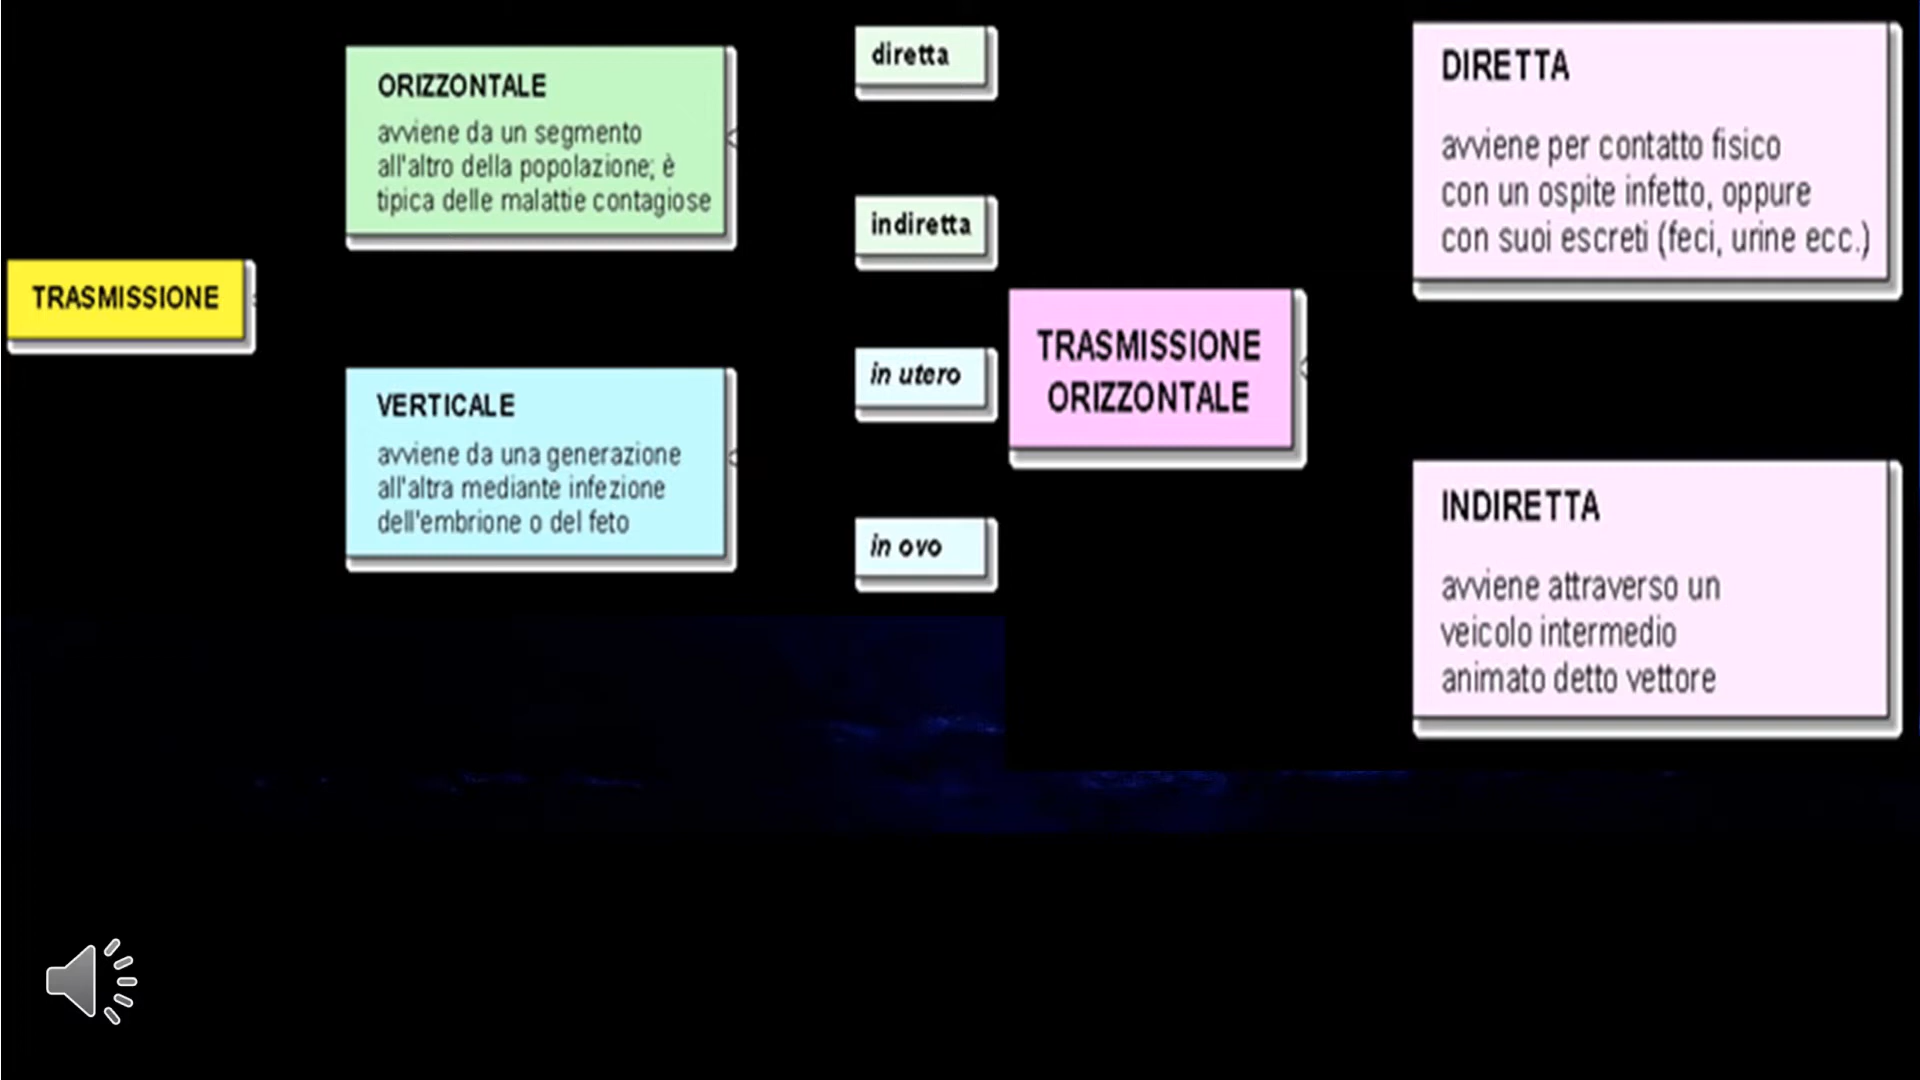 TRASMISSIONE
ORIZZONTALE
avviene da un segmento
all'altro della popolazione; è
tipica delle malattie contagiose
VERTICALE
avviene da una generazione
all'altra mediante infezione
dell'embrione o del feto
diretta
indiretta
in utero
in ovo
TRASMISSIONE
ORIZZONTALE
DIRETTA
avviene per contatto fisico
con un ospite infetto, oppure
con suoi escreti (feci, urine ecc.)
INDIRETTA
avviene attraverso un
veicolo intermedio
animato detto vettore